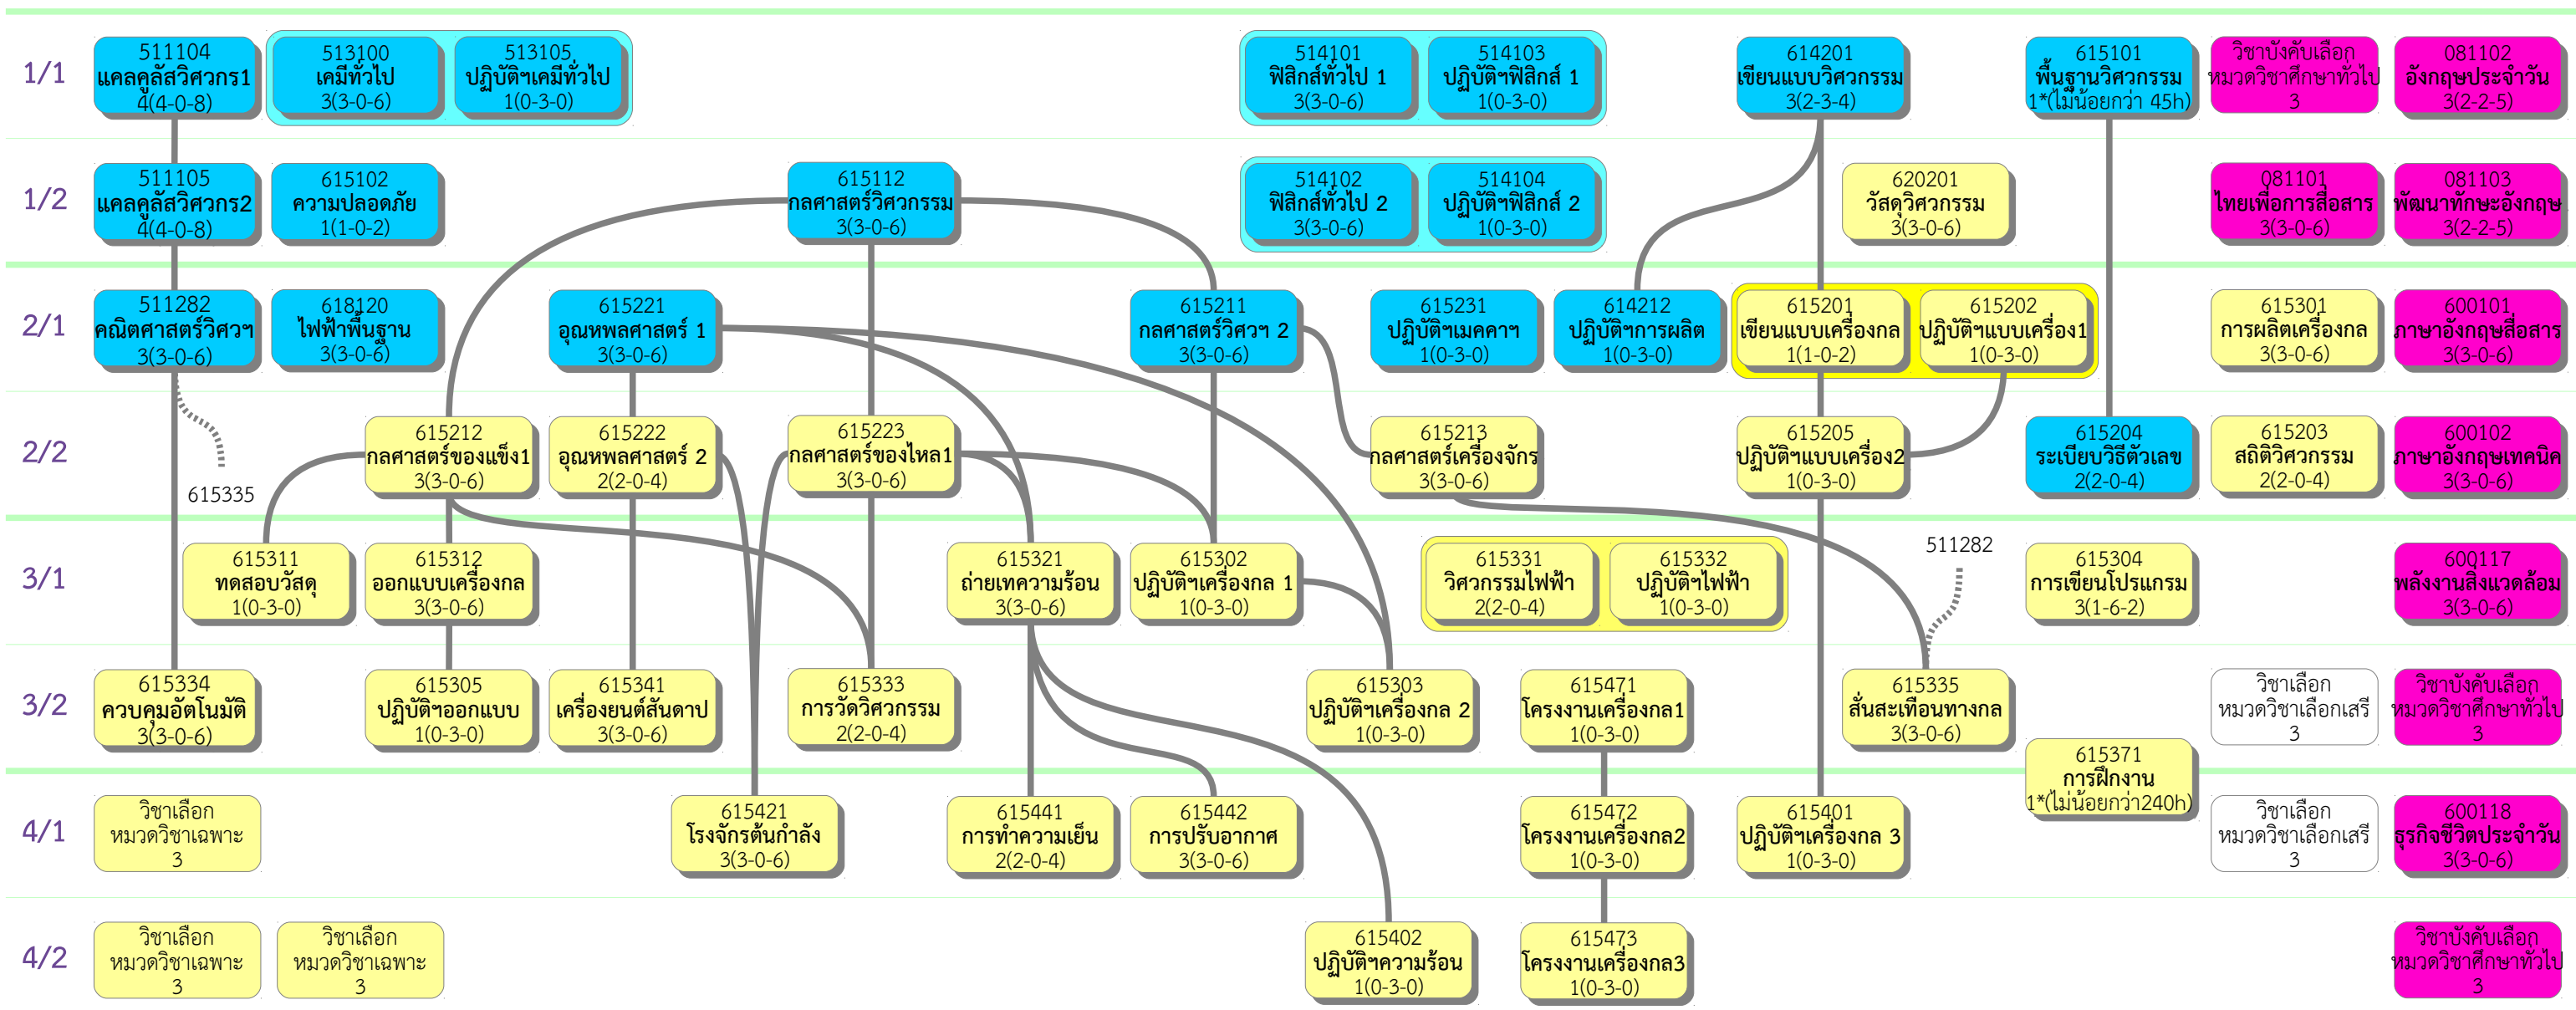 1/1
511104
แคลคูลัสวิศวกร1
4(4-0-8)
513100
เคมีทั่วไป
3(3-0-6)
513105
ปฏิบัติฯเคมีทั่วไป
1(0-3-0)
514101
ฟิสิกส์ทั่วไป 1
3(3-0-6)
514103
ปฏิบัติฯฟิสิกส์ 1
1(0-3-0)
614201
เขียนแบบวิศวกรรม
3(2-3-4)
615101
พื้นฐานวิศวกรรม
1*(ไม่น้อยกว่า 45h)
วิชาบังคับเลือก
หมวดวิชาศึกษาทั่วไป
3
081102
อังกฤษประจำวัน
3(2-2-5)
1/2
511105
แคลคูลัสวิศวกร2
4(4-0-8)
615102
ความปลอดภัย
1(1-0-2)
615112
กลศาสตร์วิศวกรรม
3(3-0-6)
514102
ฟิสิกส์ทั่วไป 2
3(3-0-6)
514104
ปฏิบัติฯฟิสิกส์ 2
1(0-3-0)
620201
วัสดุวิศวกรรม
3(3-0-6)
081101
ไทยเพื่อการสื่อสาร
3(3-0-6)
081103
พัฒนาทักษะอังกฤษ
3(2-2-5)
2/1
511282
คณิตศาสตร์วิศวฯ
3(3-0-6)
618120
ไฟฟ้าพื้นฐาน
3(3-0-6)
615221
อุณหพลศาสตร์ 1
3(3-0-6)
615211
กลศาสตร์วิศวฯ 2
3(3-0-6)
615231
ปฏิบัติฯเมคคาฯ
1(0-3-0)
614212
ปฏิบัติฯการผลิต
1(0-3-0)
615201
เขียนแบบเครื่องกล
1(1-0-2)
615202
ปฏิบัติฯแบบเครื่อง1
1(0-3-0)
615301
การผลิตเครื่องกล
3(3-0-6)
600101
ภาษาอังกฤษสื่อสาร
3(3-0-6)
2/2
615335
615212
กลศาสตร์ของแข็ง1
3(3-0-6)
615222
อุณหพลศาสตร์ 2
2(2-0-4)
615223
กลศาสตร์ของไหล1
3(3-0-6)
615213
กลศาสตร์เครื่องจักร
3(3-0-6)
615205
ปฏิบัติฯแบบเครื่อง2
1(0-3-0)
615204
ระเบียบวิธีตัวเลข
2(2-0-4)
615203
สถิติวิศวกรรม
2(2-0-4)
600102
ภาษาอังกฤษเทคนิค
3(3-0-6)
3/1
615311
ทดสอบวัสดุ
1(0-3-0)
615312
ออกแบบเครื่องกล
3(3-0-6)
615321
ถ่ายเทความร้อน
3(3-0-6)
615302
ปฏิบัติฯเครื่องกล 1
1(0-3-0)
615331
วิศวกรรมไฟฟ้า
2(2-0-4)
615332
ปฏิบัติฯไฟฟ้า
1(0-3-0)
511282
615304
การเขียนโปรแกรม
3(1-6-2)
600117
พลังงานสิ่งแวดล้อม
3(3-0-6)
3/2
615334
ควบคุมอัตโนมัติ
3(3-0-6)
615305
ปฏิบัติฯออกแบบ
1(0-3-0)
615341
เครื่องยนต์สันดาป
3(3-0-6)
615333
การวัดวิศวกรรม
2(2-0-4)
615303
ปฏิบัติฯเครื่องกล 2
1(0-3-0)
615471
โครงงานเครื่องกล1
1(0-3-0)
615335
สั่นสะเทือนทางกล
3(3-0-6)
615371
การฝึกงาน
1*(ไม่น้อยกว่า240h)
วิชาเลือก
หมวดวิชาเลือกเสรี
3
วิชาบังคับเลือก
หมวดวิชาศึกษาทั่วไป
3
4/1
วิชาเลือก
หมวดวิชาเฉพาะ
3
615421
โรงจักรต้นกำลัง
3(3-0-6)
615441
การทำความเย็น
2(2-0-4)
615442
การปรับอากาศ
3(3-0-6)
615472
โครงงานเครื่องกล2
1(0-3-0)
615401
ปฏิบัติฯเครื่องกล 3
1(0-3-0)
วิชาเลือก
หมวดวิชาเลือกเสรี
3
600118
ธุรกิจชีวิตประจำวัน
3(3-0-6)
4/2
วิชาเลือก
หมวดวิชาเฉพาะ
3
วิชาเลือก
หมวดวิชาเฉพาะ
3
615402
ปฏิบัติฯความร้อน
1(0-3-0)
615473
โครงงานเครื่องกล3
1(0-3-0)
วิชาบังคับเลือก
หมวดวิชาศึกษาทั่วไป
3